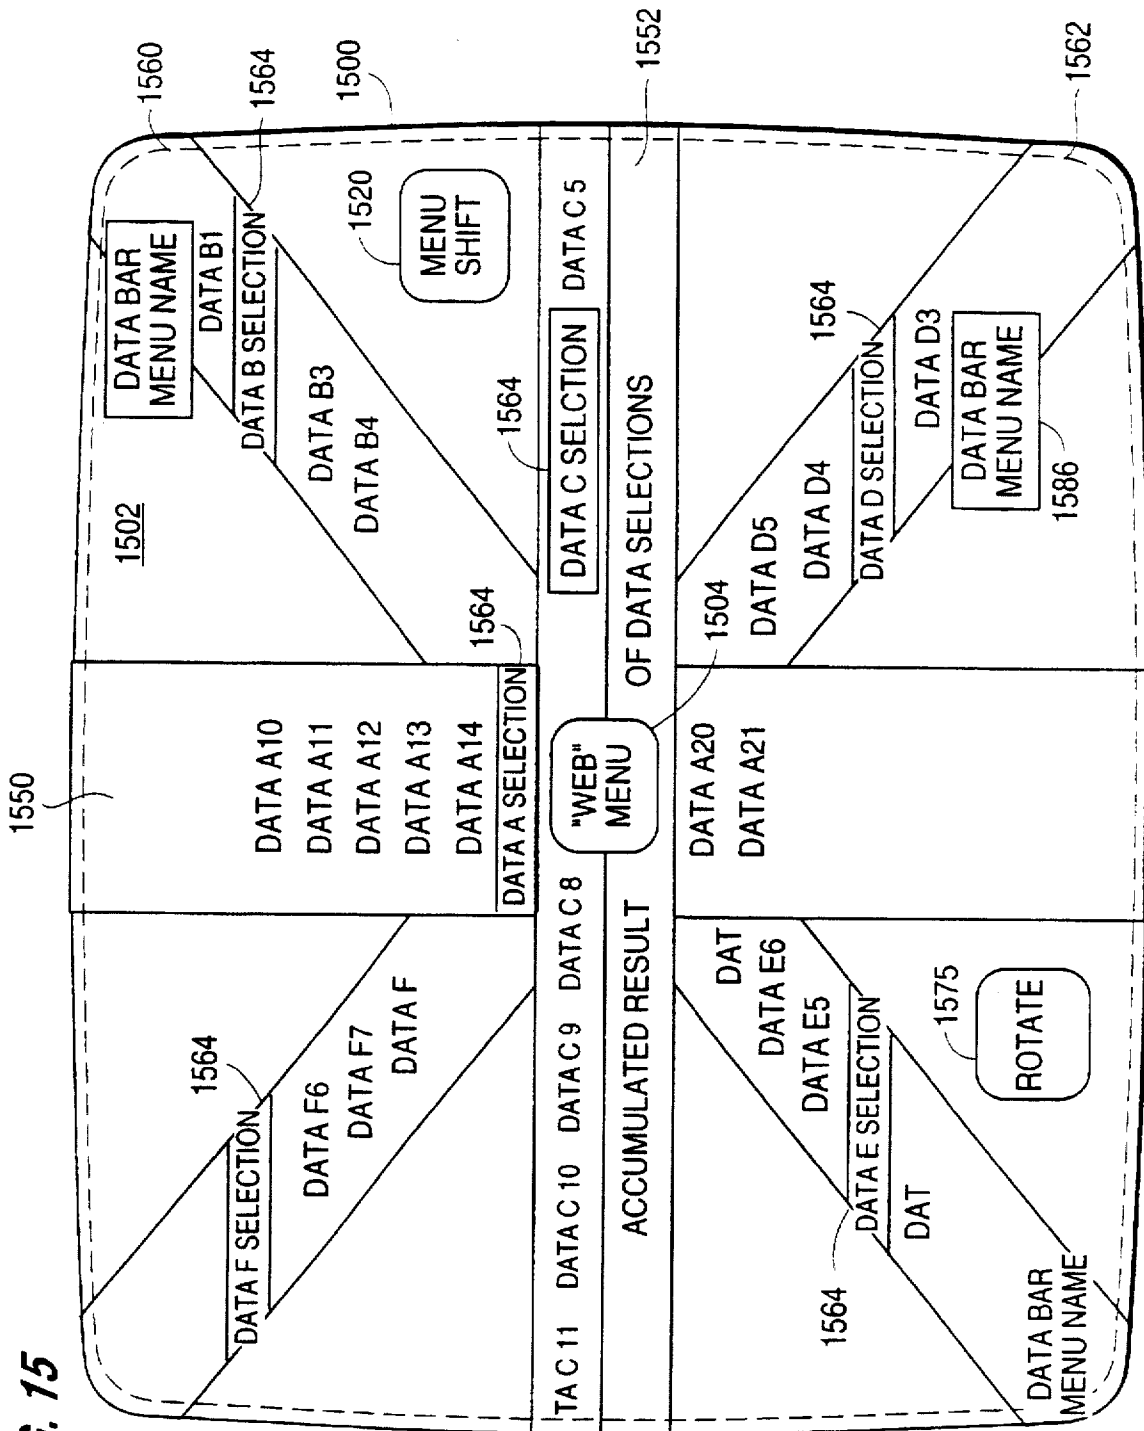 . 15
1550
1560
1564
1500
1552
1562
1502
DATA BAR
MENU NAME
DATA B1
DATA B SELECTION
DATA B3
DATA B4
1520
MENU
SHIFT
1564
DATA F SELECTION
DATA F6
DATA F7
DATA F
DATA A10
DATA A11
DATA A12
DATA A13
DATA A14
DATA A SELECTION
1564
1564
TA C 11 DATA C 10 DATA C 9 DATA C 8
"WEB"
MENU
DATA C SELCTION
DATA C 5
ACCUMULATED RESULT
OF DATA SELECTIONS
1504
DATA A20
DATA A21
DAT
DATA E6
DATA E5
DATA E SELECTION
DAT
1564
1575
ROTATE
DATA BAR
MENU NAME
DATA D5
DATA D4
DATA D SELECTION
1564
DATA D3
DATA BAR
MENU NAME
1586